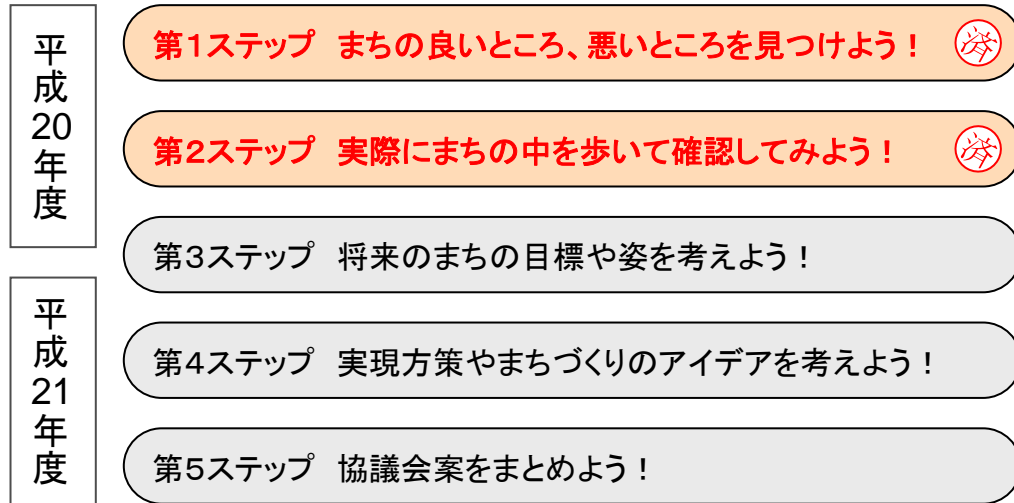 平成20年度
第1ステップ　まちの良いところ、悪いところを見つけよう！ 済
第2ステップ　実際にまちの中を歩いて確認してみよう！ 済
第3ステップ　将来のまちの目標や姿を考えよう！
平成21年度
第4ステップ　実現方策やまちづくりのアイデアを考えよう！
第5ステップ　協議会案をまとめよう！